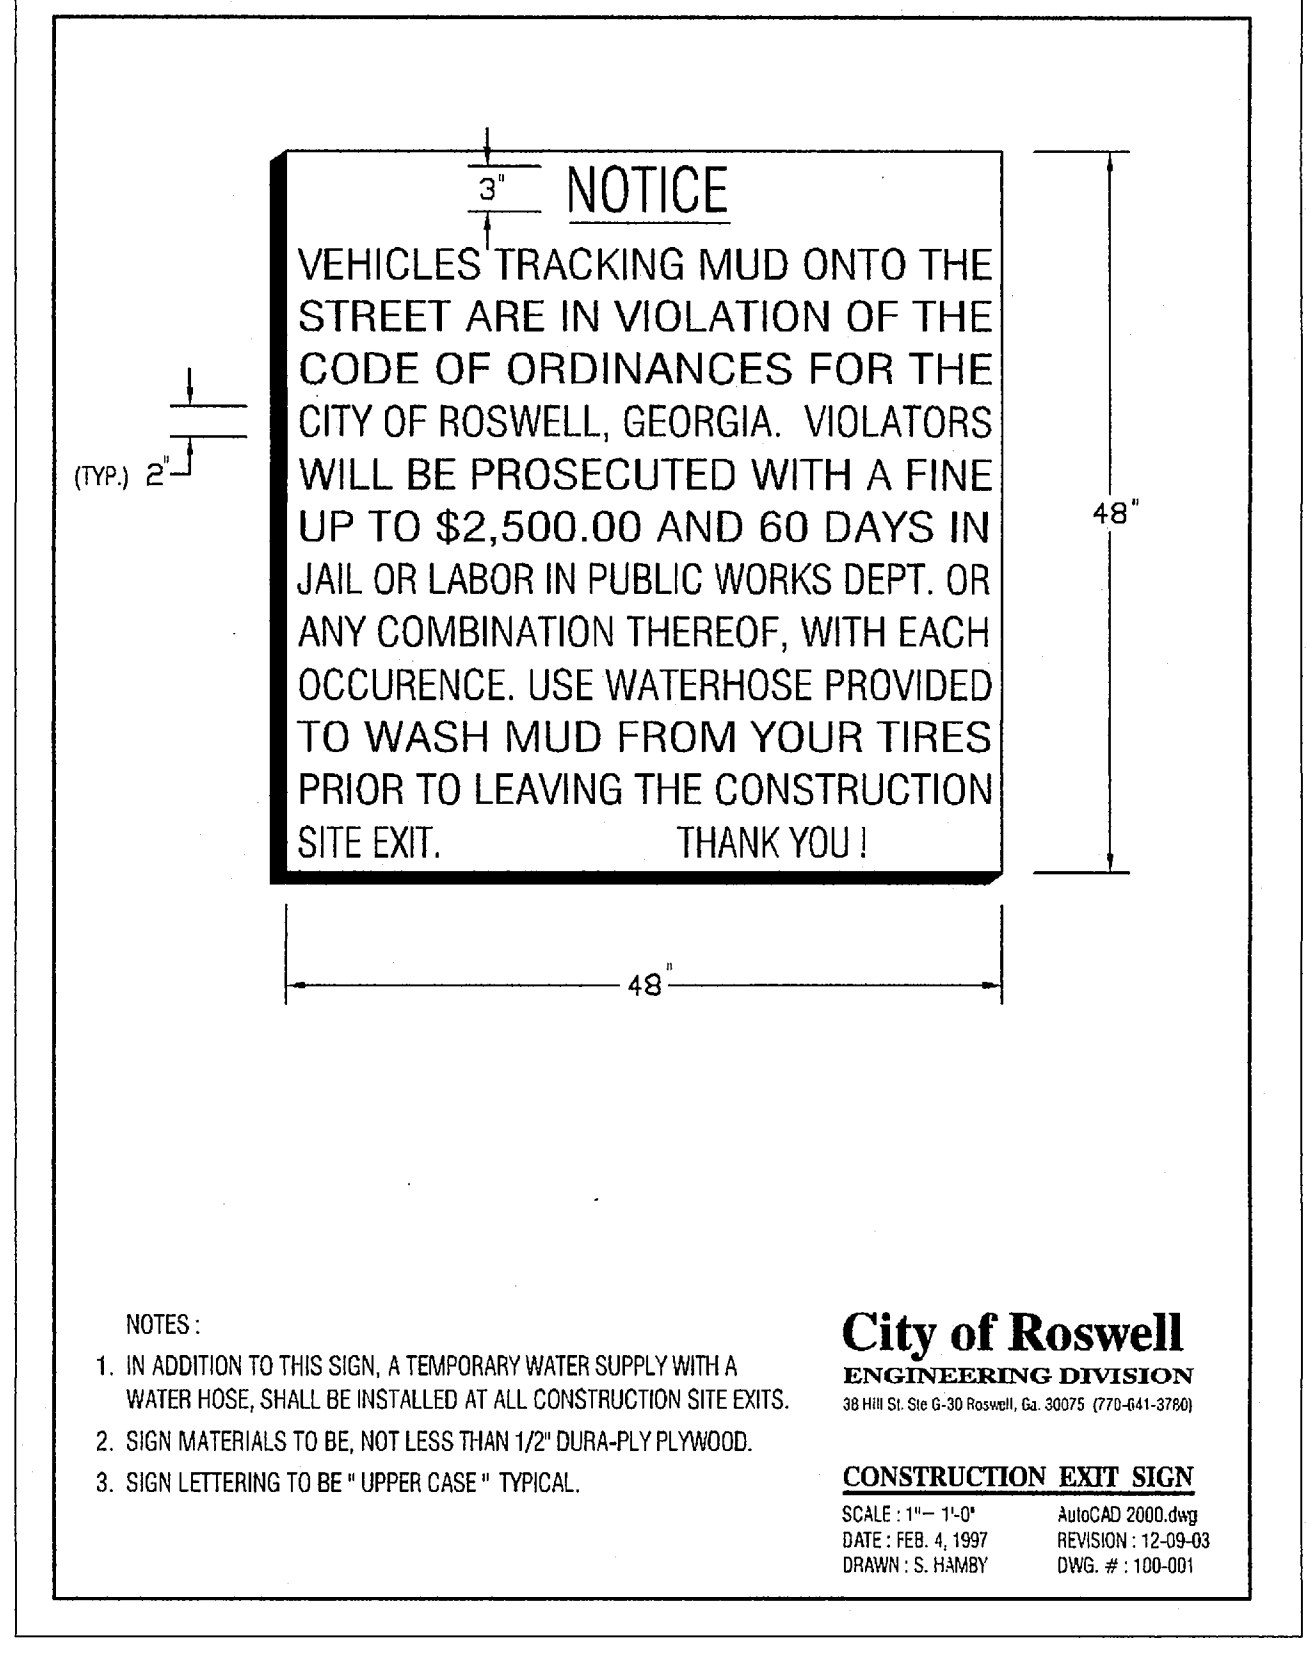 3"
NOTICE
VEHICLES TRACKING MUD ONTO THE
STREET ARE IN VIOLATION OF THE
CODE OF ORDINANCES FOR THE
CITY OF ROSWELL, GEORGIA. VIOLATORS
WILL BE PROSECUTED WITH A FINE
UP TO $2,500.00 AND 60 DAYS IN
JAIL OR LABOR IN PUBLIC WORKS DEPT. OR
ANY COMBINATION THEREOF, WITH EACH
OCCURENCE. USE WATERHOSE PROVIDED
TO WASH MUD FROM YOUR TIRES
PRIOR TO LEAVING THE CONSTRUCTION
SITE EXIT. THANK YOU !
(TYP.) 2"
48"
48"
NOTES :
1. IN ADDITION TO THIS SIGN, A TEMPORARY WATER SUPPLY WITH A
WATER HOSE, SHALL BE INSTALLED AT ALL CONSTRUCTION SITE EXITS.
2. SIGN MATERIALS TO BE, NOT LESS THAN 1/2" DURA-PLY PLYWOOD.
3. SIGN LETTERING TO BE " UPPER CASE " TYPICAL.
City of Roswell
ENGINEERING DIVISION
38 Hill St. Ste G-30 Roswell, Ga. 30075 (770-641-3780)
CONSTRUCTION EXIT SIGN
SCALE : 1"– 1'-0" AutoCAD 2000.dwg
DATE : FEB. 4, 1997 REVISION : 12-09-03
DRAWN : S. HAMBY DWG. # : 100-001